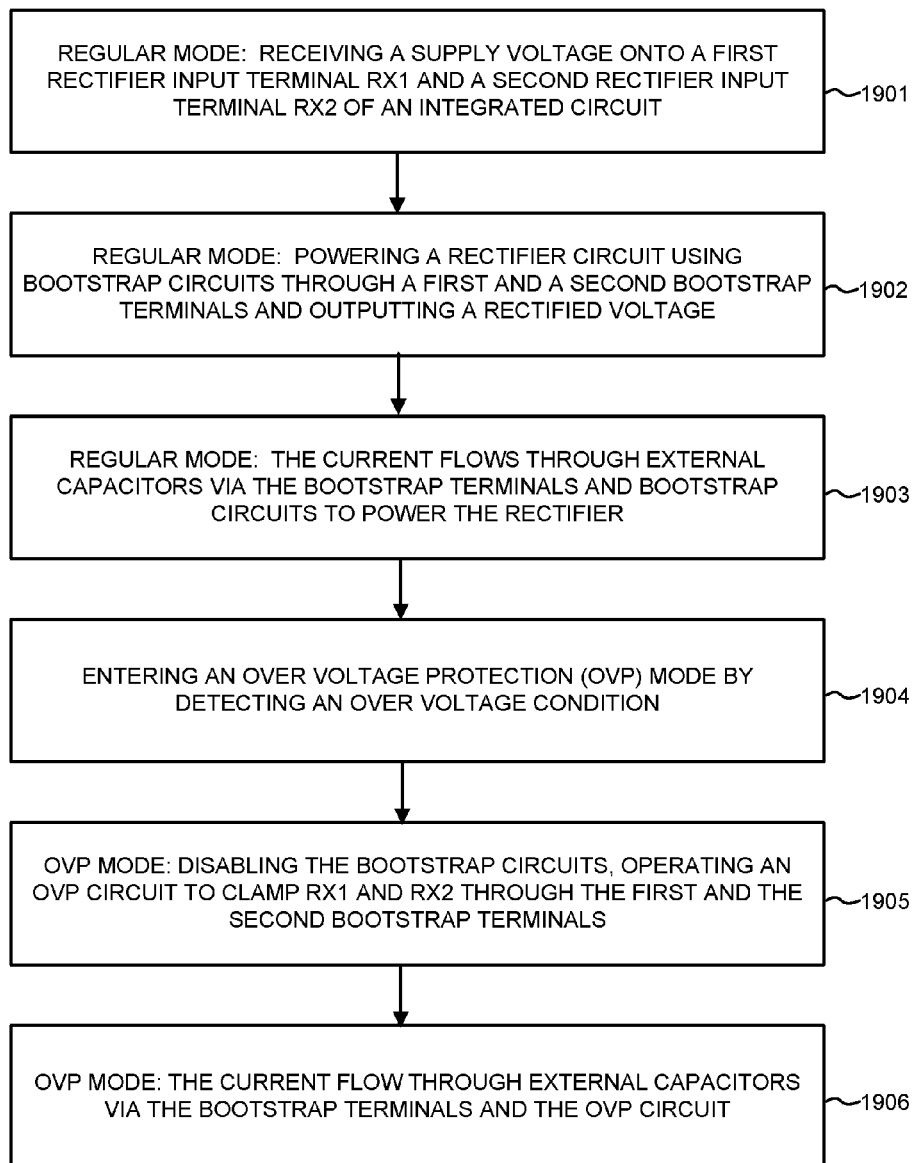 REGULAR MODE: RECEIVING A SUPPLY VOLTAGE ONTO A FIRST
RECTIFIER INPUT TERMINAL RX1 AND A SECOND RECTIFIER INPUT
TERMINAL RX2 OF AN INTEGRATED CIRCUIT
1901
REGULAR MODE: POWERING A RECTIFIER CIRCUIT USING
BOOTSTRAP CIRCUITS THROUGH A FIRST AND A SECOND BOOTSTRAP
TERMINALS AND OUTPUTTING A RECTIFIED VOLTAGE
1902
REGULAR MODE: THE CURRENT FLOWS THROUGH EXTERNAL
CAPACITORS VIA THE BOOTSTRAP TERMINALS AND BOOTSTRAP
CIRCUITS TO POWER THE RECTIFIER
1903
ENTERING AN OVER VOLTAGE PROTECTION (OVP) MODE BY
DETECTING AN OVER VOLTAGE CONDITION
1904
OVP MODE: DISABLING THE BOOTSTRAP CIRCUITS, OPERATING AN
OVP CIRCUIT TO CLAMP RX1 AND RX2 THROUGH THE FIRST AND THE
SECOND BOOTSTRAP TERMINALS
1905
OVP MODE: THE CURRENT FLOW THROUGH EXTERNAL CAPACITORS
VIA THE BOOTSTRAP TERMINALS AND THE OVP CIRCUIT
1906